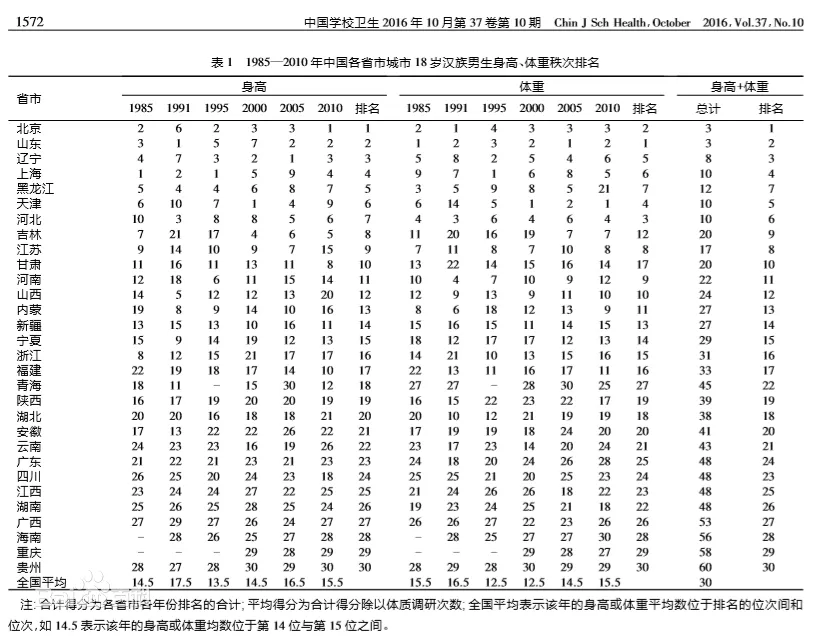 1572 中国学校卫生 2016 年 10 月第 37 卷第 10 期 Chin J Sch Health, October 2016, Vol.37, No.10
表 1 1985—2010 年中国各省市城市 18 岁汉族男生身高、体重秩次排名
省市 身高 体重 身高+体重
1985 1991 1995 2000 2005 2010 排名 1985 1991 1995 2000 2005 2010 排名 总计 排名
北京 2 6 2 3 3 1 1 2 1 4 3 3 3 2 3 1
山东 3 1 5 7 2 2 2 1 2 3 2 1 2 1 3 2
辽宁 4 7 3 2 1 3 3 5 8 2 5 4 6 5 8 3
上海 1 2 1 5 9 4 4 9 7 1 6 8 5 6 10 4
黑龙江 5 4 4 6 8 7 5 3 5 9 8 5 21 7 12 7
天津 6 10 7 1 4 9 6 6 14 5 1 2 1 4 10 5
河北 10 3 8 8 5 6 7 4 3 6 4 6 4 3 10 6
吉林 7 21 17 4 6 5 8 11 20 16 19 7 7 12 20 9
江苏 9 14 10 9 7 15 9 7 11 8 7 10 8 8 17 8
甘肃 11 16 11 13 11 8 10 13 22 14 15 16 14 17 20 10
河南 12 18 6 11 15 14 11 10 4 7 10 9 12 9 22 11
山西 14 5 12 12 13 20 12 12 9 13 9 11 10 10 24 12
内蒙 19 8 9 14 10 16 13 8 6 18 12 13 9 11 27 13
新疆 13 15 13 10 16 11 14 15 16 15 11 14 15 13 27 14
宁夏 15 9 14 19 12 13 15 18 12 17 17 12 13 14 29 15
浙江 8 12 15 21 17 17 16 14 21 10 13 15 16 15 31 16
福建 22 19 18 17 14 10 17 22 13 11 16 17 11 16 33 17
青海 18 11 – 15 30 12 18 27 27 – 28 30 25 27 45 22
陕西 16 17 19 20 20 19 19 16 15 22 23 22 17 19 39 19
湖北 20 20 16 18 18 21 20 20 10 12 21 19 19 18 38 18
安徽 17 13 22 22 26 22 21 17 19 19 18 24 20 20 41 20
云南 24 23 23 16 19 26 22 23 17 23 14 20 24 21 43 21
广东 21 22 21 23 21 23 23 24 18 20 24 26 28 25 48 24
四川 26 25 20 24 23 18 24 25 25 21 20 25 23 24 48 23
江西 23 24 24 27 22 25 25 21 24 26 26 18 22 23 48 25
湖南 25 26 25 28 25 24 26 19 23 24 25 21 18 22 48 26
广西 27 29 27 26 24 27 27 26 26 27 22 23 26 26 53 27
海南 – 28 26 25 27 28 28 – 28 25 27 27 30 28 56 28
重庆 – – – 29 28 29 29 – – – 29 28 27 29 58 29
贵州 28 27 28 30 29 30 30 28 29 28 30 29 29 30 60 30
全国平均 14.5 17.5 13.5 14.5 16.5 15.5 15.5 16.5 12.5 12.5 14.5 15.5 30
注: 合计得分为各省市各年份排名的合计; 平均得分为合计得分除以体质调研次数; 全国平均表示该年的身高或体重平均数位于排名的位次间和
位次, 如 14.5 表示该年的身高或体重均数位于第 14 位与第 15 位之间。
Baidu百科